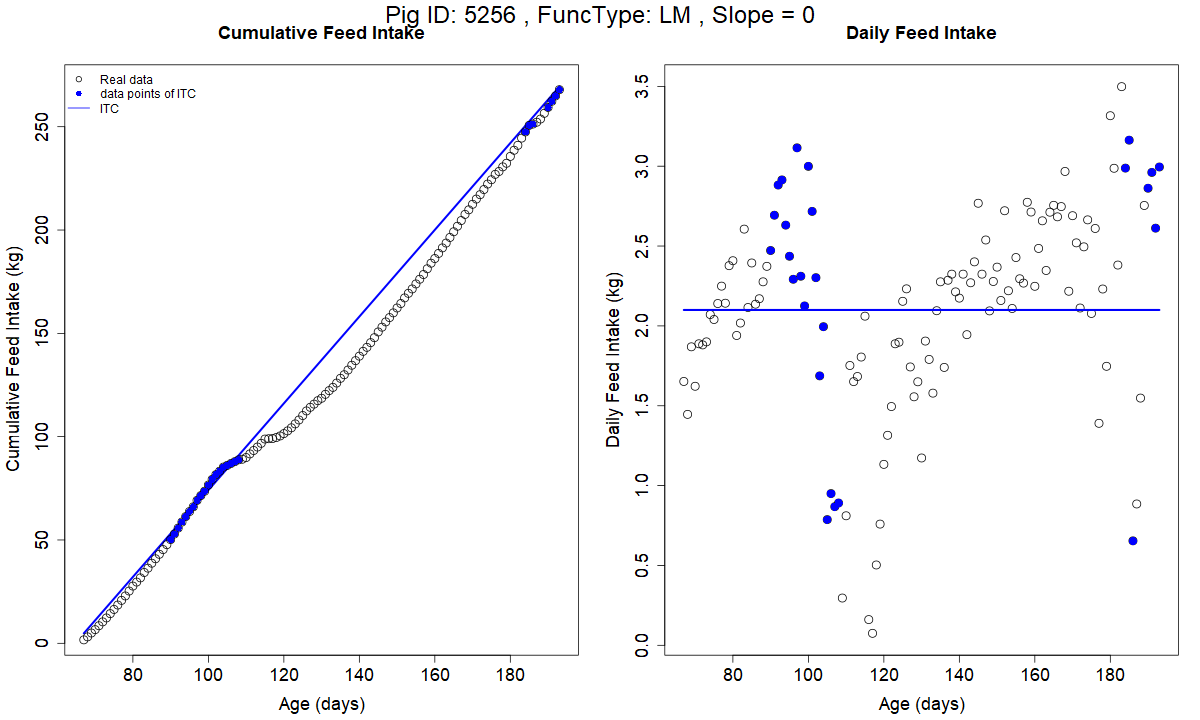 Pig ID: 5256 , FuncType: LM , Slope = 0
Cumulative Feed Intake
Real data
data points of ITC
ITC
Cumulative Feed Intake (kg)
0
50
100
150
200
250
80
100
120
140
160
180
Age (days)
Daily Feed Intake
Daily Feed Intake (kg)
0.0
0.5
1.0
1.5
2.0
2.5
3.0
3.5
80
100
120
140
160
180
Age (days)